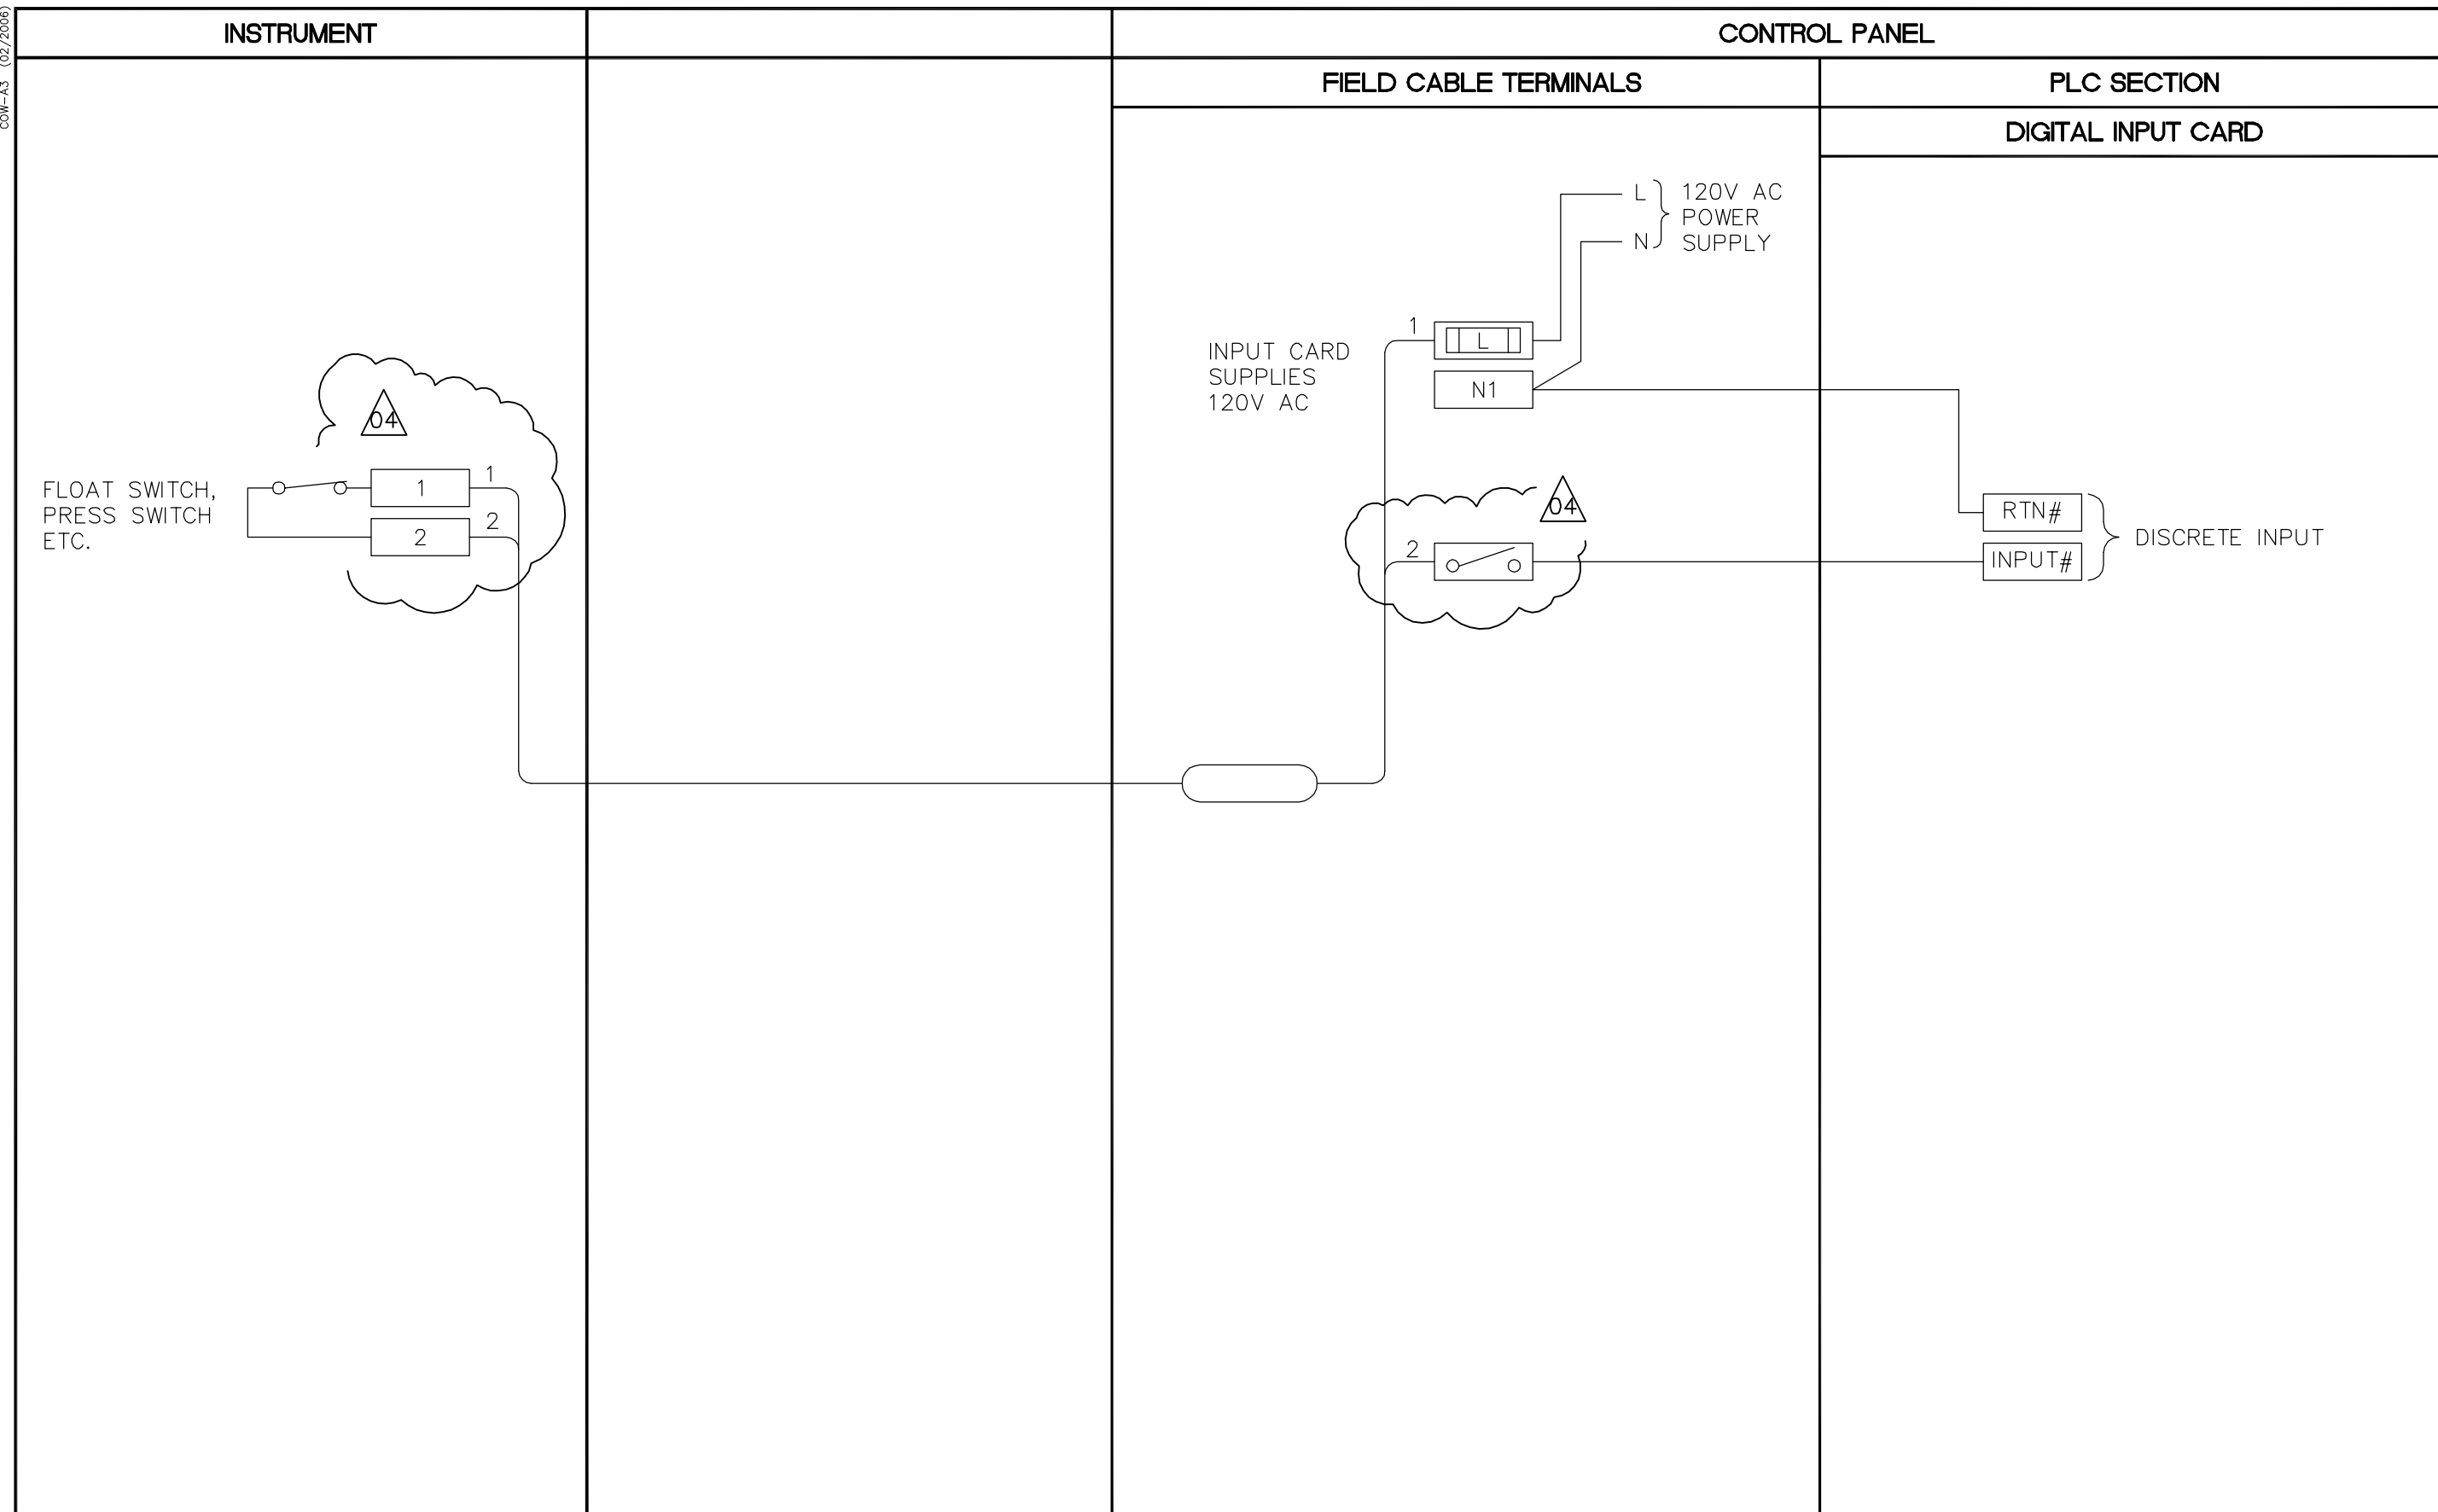 COW-A3 (02/2006)
INSTRUMENT
CONTROL PANEL
FIELD CABLE TERMINALS
PLC SECTION
DIGITAL INPUT CARD
L
N
120V AC
POWER
SUPPLY
1
L
N1
INPUT CARD
SUPPLIES
120V AC
04
FLOAT SWITCH,
PRESS SWITCH
ETC.
1
1
2
2
04
2
RTN#
INPUT#
DISCRETE INPUT